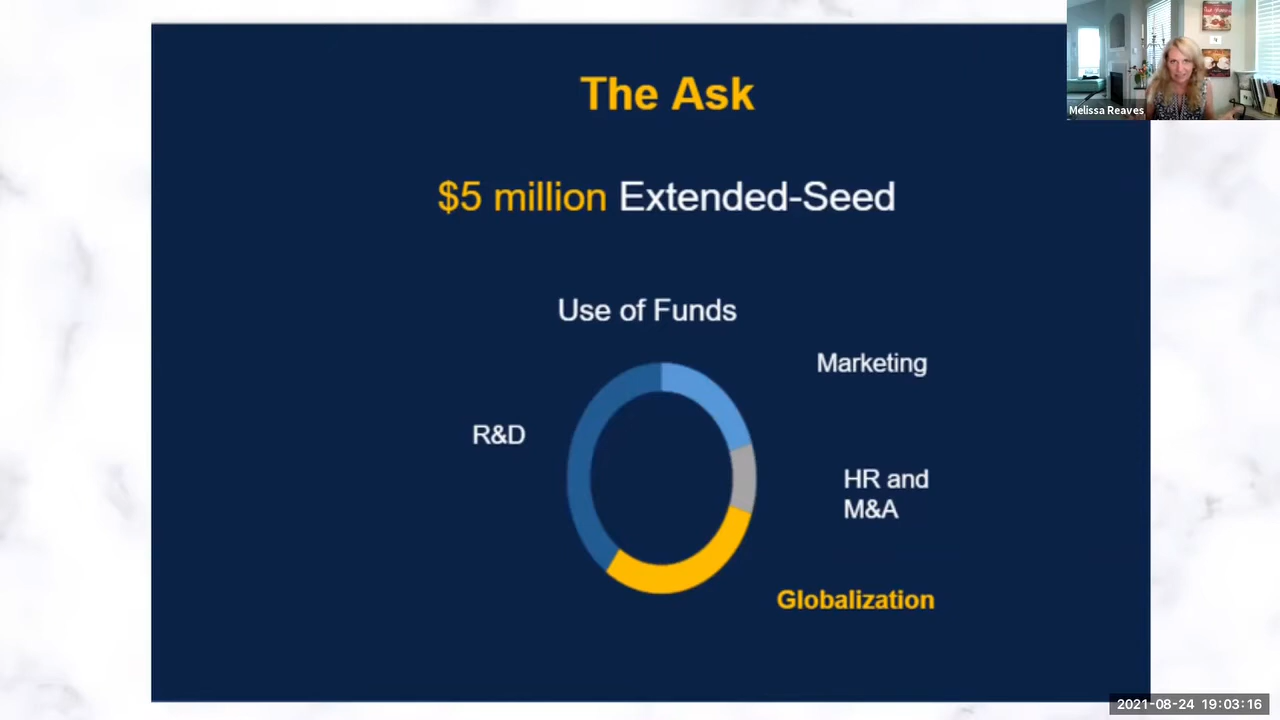 The Ask
$5 million Extended-Seed
Use of Funds
Marketing
R&D
HR and
M&A
Globalization
Melissa Reaves
2021-08-24 19:03:16